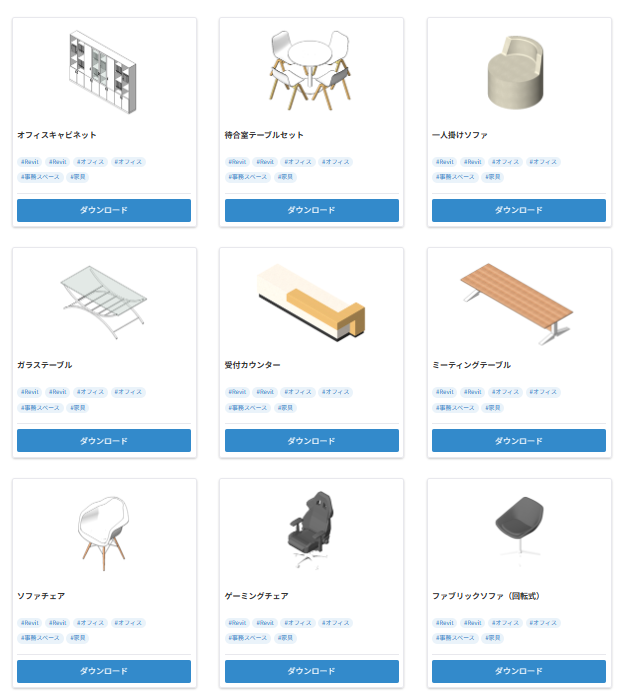 オフィスキャビネット
#Revit #Revit #オフィス #オフィス
#事務スペース #家具
ダウンロード
待合室テーブルセット
#Revit #Revit #オフィス #オフィス
#事務スペース #家具
ダウンロード
一人掛けソファ
#Revit #Revit #オフィス #オフィス
#事務スペース #家具
ダウンロード
ガラステーブル
#Revit #Revit #オフィス #オフィス
#事務スペース #家具
ダウンロード
受付カウンター
#Revit #Revit #オフィス #オフィス
#事務スペース #家具
ダウンロード
ミーティングテーブル
#Revit #Revit #オフィス #オフィス
#事務スペース #家具
ダウンロード
ソファチェア
#Revit #Revit #オフィス #オフィス
#事務スペース #家具
ダウンロード
ゲーミングチェア
#Revit #Revit #オフィス #オフィス
#事務スペース #家具
ダウンロード
ファブリックソファ（回転式）
#Revit #Revit #オフィス #オフィス
#事務スペース #家具
ダウンロード